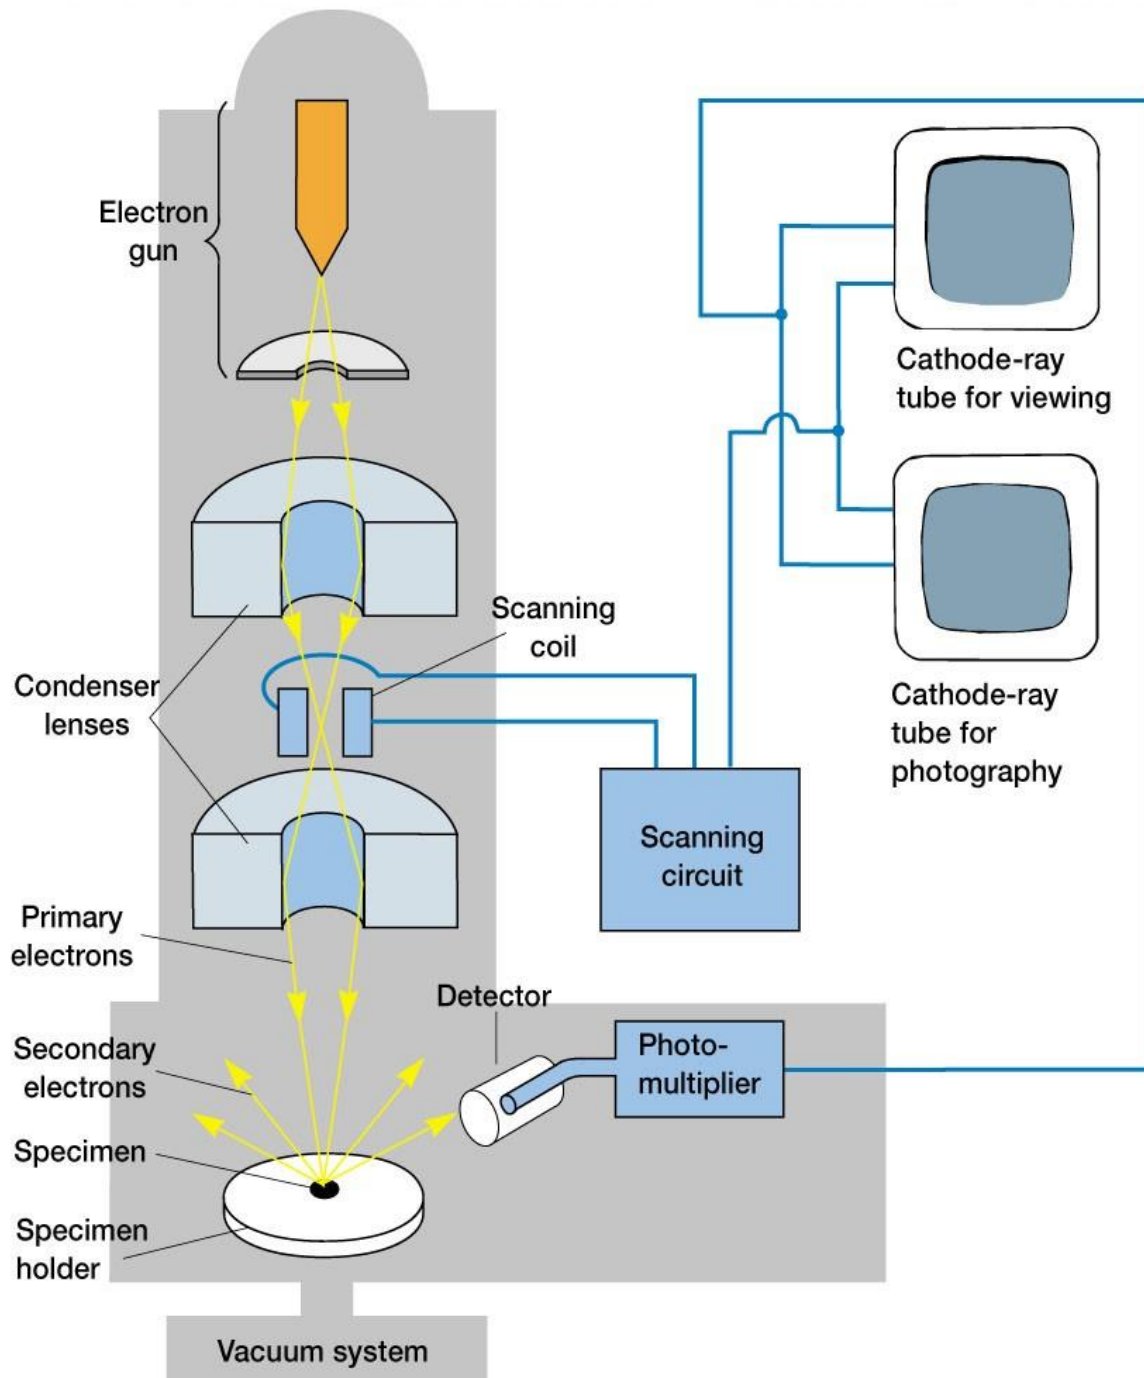 Electron
gun
Cathode-ray
tube for viewing
Scanning
coil
Condenser
lenses
Cathode-ray
tube for
photography
Scanning
circuit
Primary
electrons
Detector
Secondary
electrons
Photo-
multiplier
Specimen
Specimen
holder
Vacuum system